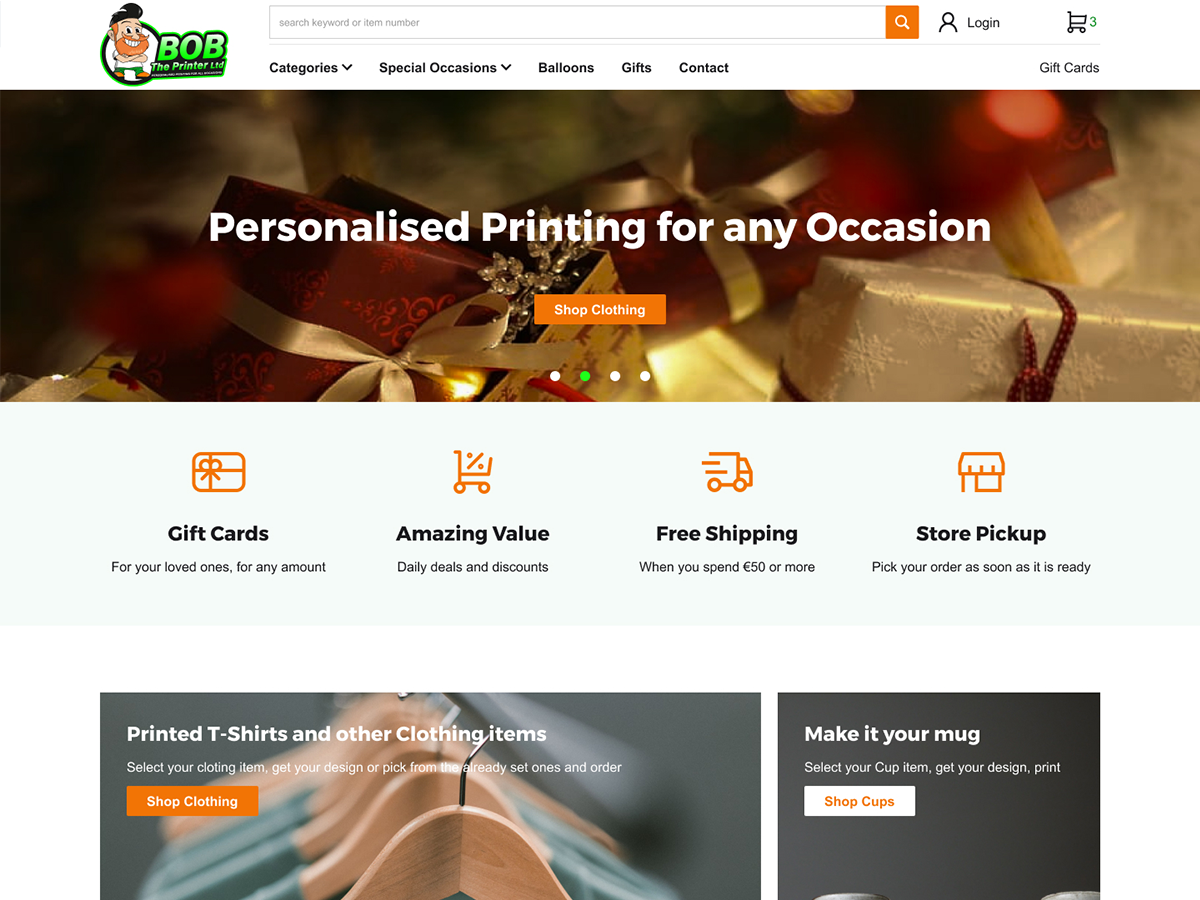 BOB
The Printer Ltd
search keyword or item number
Login
3
Categories
Special Occasions
Balloons
Gifts
Contact
Gift Cards
Personalised Printing for any Occasion
Shop Clothing
Gift Cards
For your loved ones, for any amount
Amazing Value
Daily deals and discounts
Free Shipping
When you spend €50 or more
Store Pickup
Pick your order as soon as it is ready
Printed T-Shirts and other Clothing items
Select your cloting item, get your design or pick from the already set ones and order
Shop Clothing
Make it your mug
Select your Cup item, get your design, print
Shop Cups